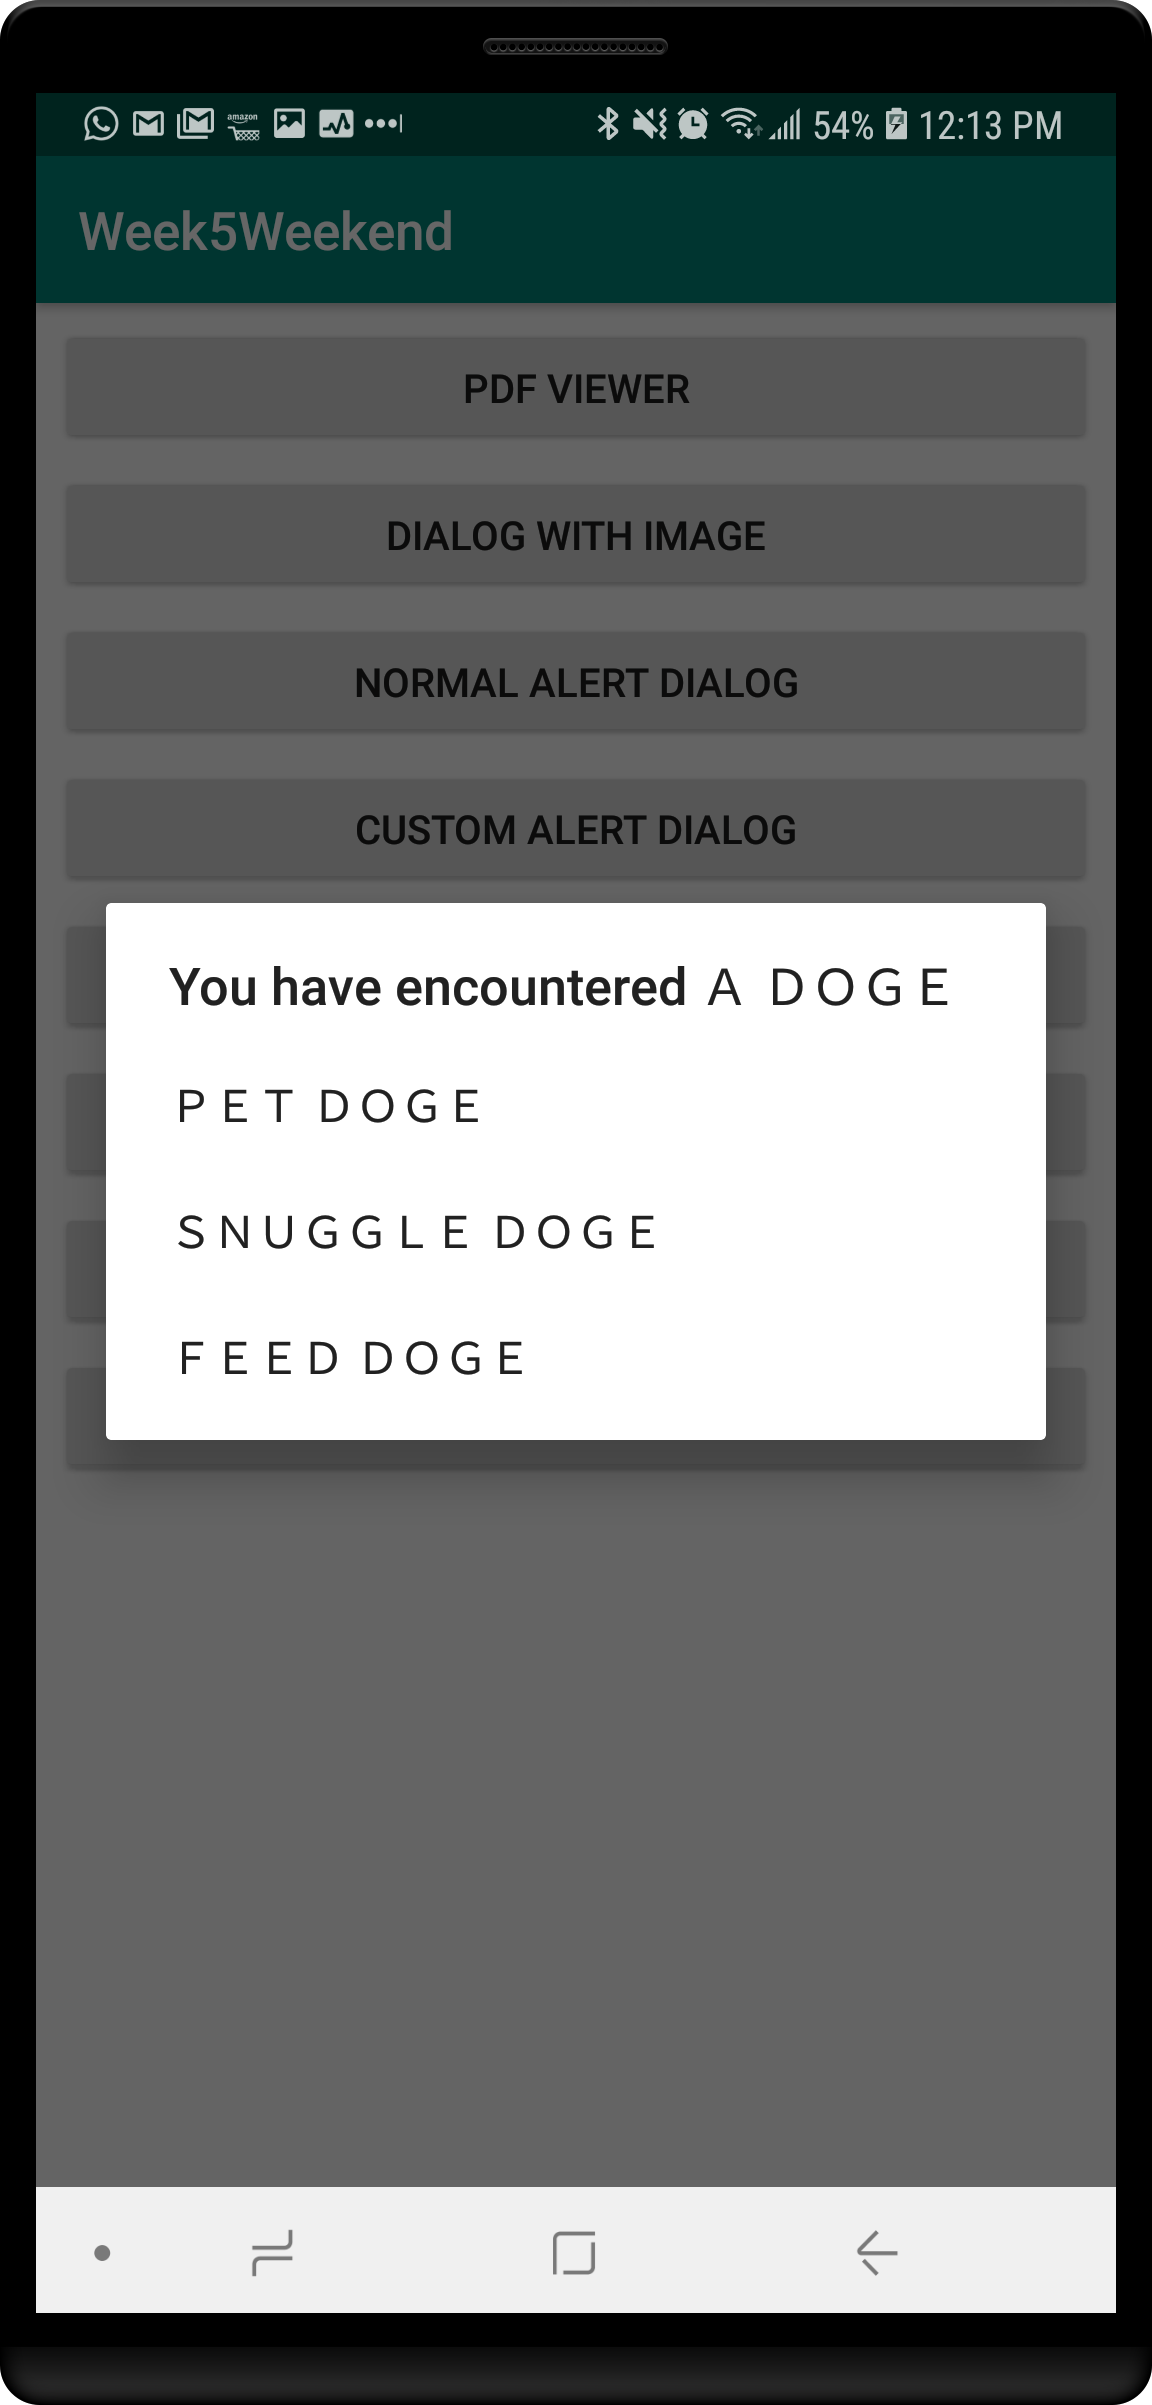 amazon
54% 12:13 PM
Week5Weekend
PDF VIEWER
DIALOG WITH IMAGE
NORMAL ALERT DIALOG
CUSTOM ALERT DIALOG
You have encountered Ａ ＤＯＧＥ
ＰＥＴ ＤＯＧＥ
ＳＮＵＧＧＬＥ ＤＯＧＥ
ＦＥＥＤ ＤＯＧＥ